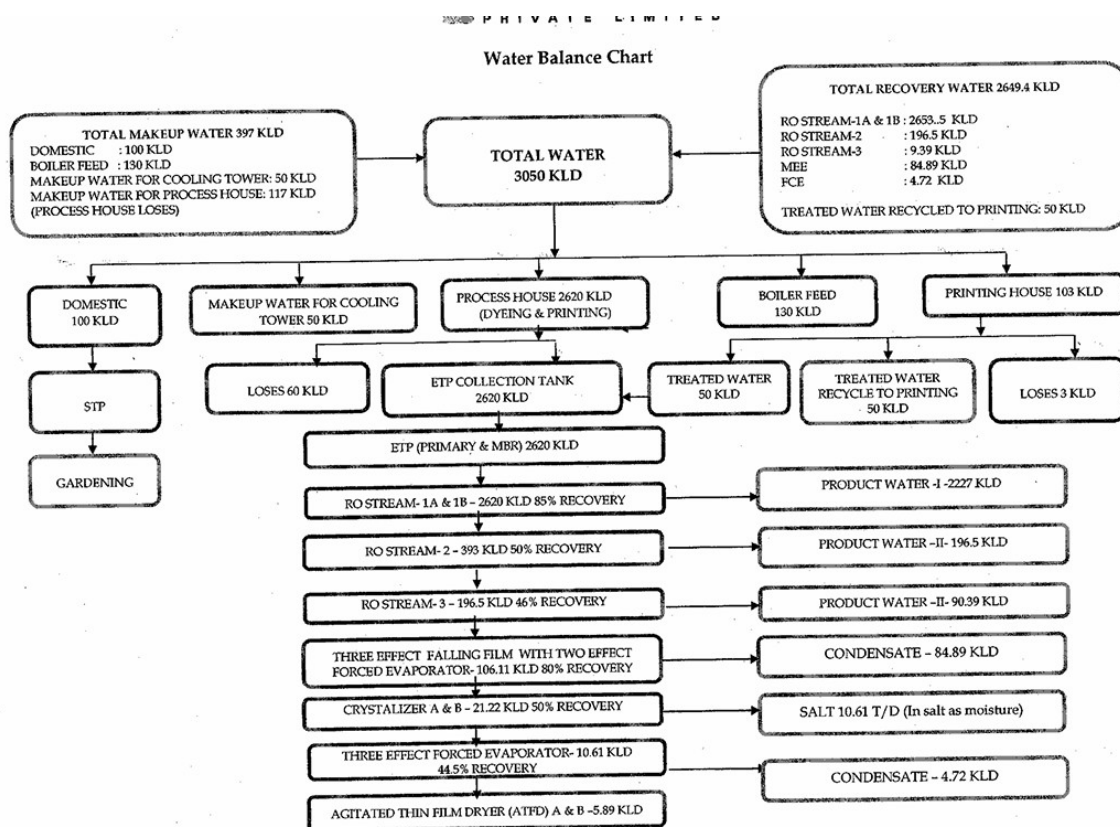 PRIVATE LIMITED
Water Balance Chart
TOTAL MAKEUP WATER 397 KLD
DOMESTIC : 100 KLD
BOILER FEED : 130 KLD
MAKEUP WATER FOR COOLING TOWER: 50 KLD
MAKEUP WATER FOR PROCESS HOUSE: 117 KLD
(PROCESS HOUSE LOSES)
TOTAL WATER
3050 KLD
TOTAL RECOVERY WATER 2649.4 KLD
RO STREAM-1A & 1B : 2653..5 KLD
RO STREAM-2 : 196.5 KLD
RO STREAM-3 : 9.39 KLD
MEE : 84.89 KLD
FCE : 4.72 KLD
TREATED WATER RECYCLED TO PRINTING: 50 KLD
DOMESTIC
100 KLD
MAKEUP WATER FOR COOLING
TOWER 50 KLD
PROCESS HOUSE 2620 KLD
(DYEING & PRINTING)
BOILER FEED
130 KLD
PRINTING HOUSE 103 KLD
STP
LOSES 60 KLD
ETP COLLECTION TANK
2620 KLD
TREATED WATER
50 KLD
TREATED WATER
RECYCLE TO PRINTING
50 KLD
LOSES 3 KLD
GARDENING
ETP (PRIMARY & MBR) 2620 KLD
RO STREAM- 1A & 1B – 2620 KLD 85% RECOVERY
PRODUCT WATER -I -2227 KLD
RO STREAM- 2 – 393 KLD 50% RECOVERY
PRODUCT WATER –II- 196.5 KLD
RO STREAM- 3 – 196.5 KLD 46% RECOVERY
PRODUCT WATER –II- 90.39 KLD
THREE EFFECT FALLING FILM WITH TWO EFFECT
FORCED EVAPORATOR- 106.11 KLD 80% RECOVERY
CONDENSATE – 84.89 KLD
CRYSTALIZER A & B – 21.22 KLD 50% RECOVERY
SALT 10.61 T/D (In salt as moisture)
THREE EFFECT FORCED EVAPORATOR- 10.61 KLD
44.5% RECOVERY
CONDENSATE – 4.72 KLD
AGITATED THIN FILM DRYER (ATFD) A & B –5.89 KLD